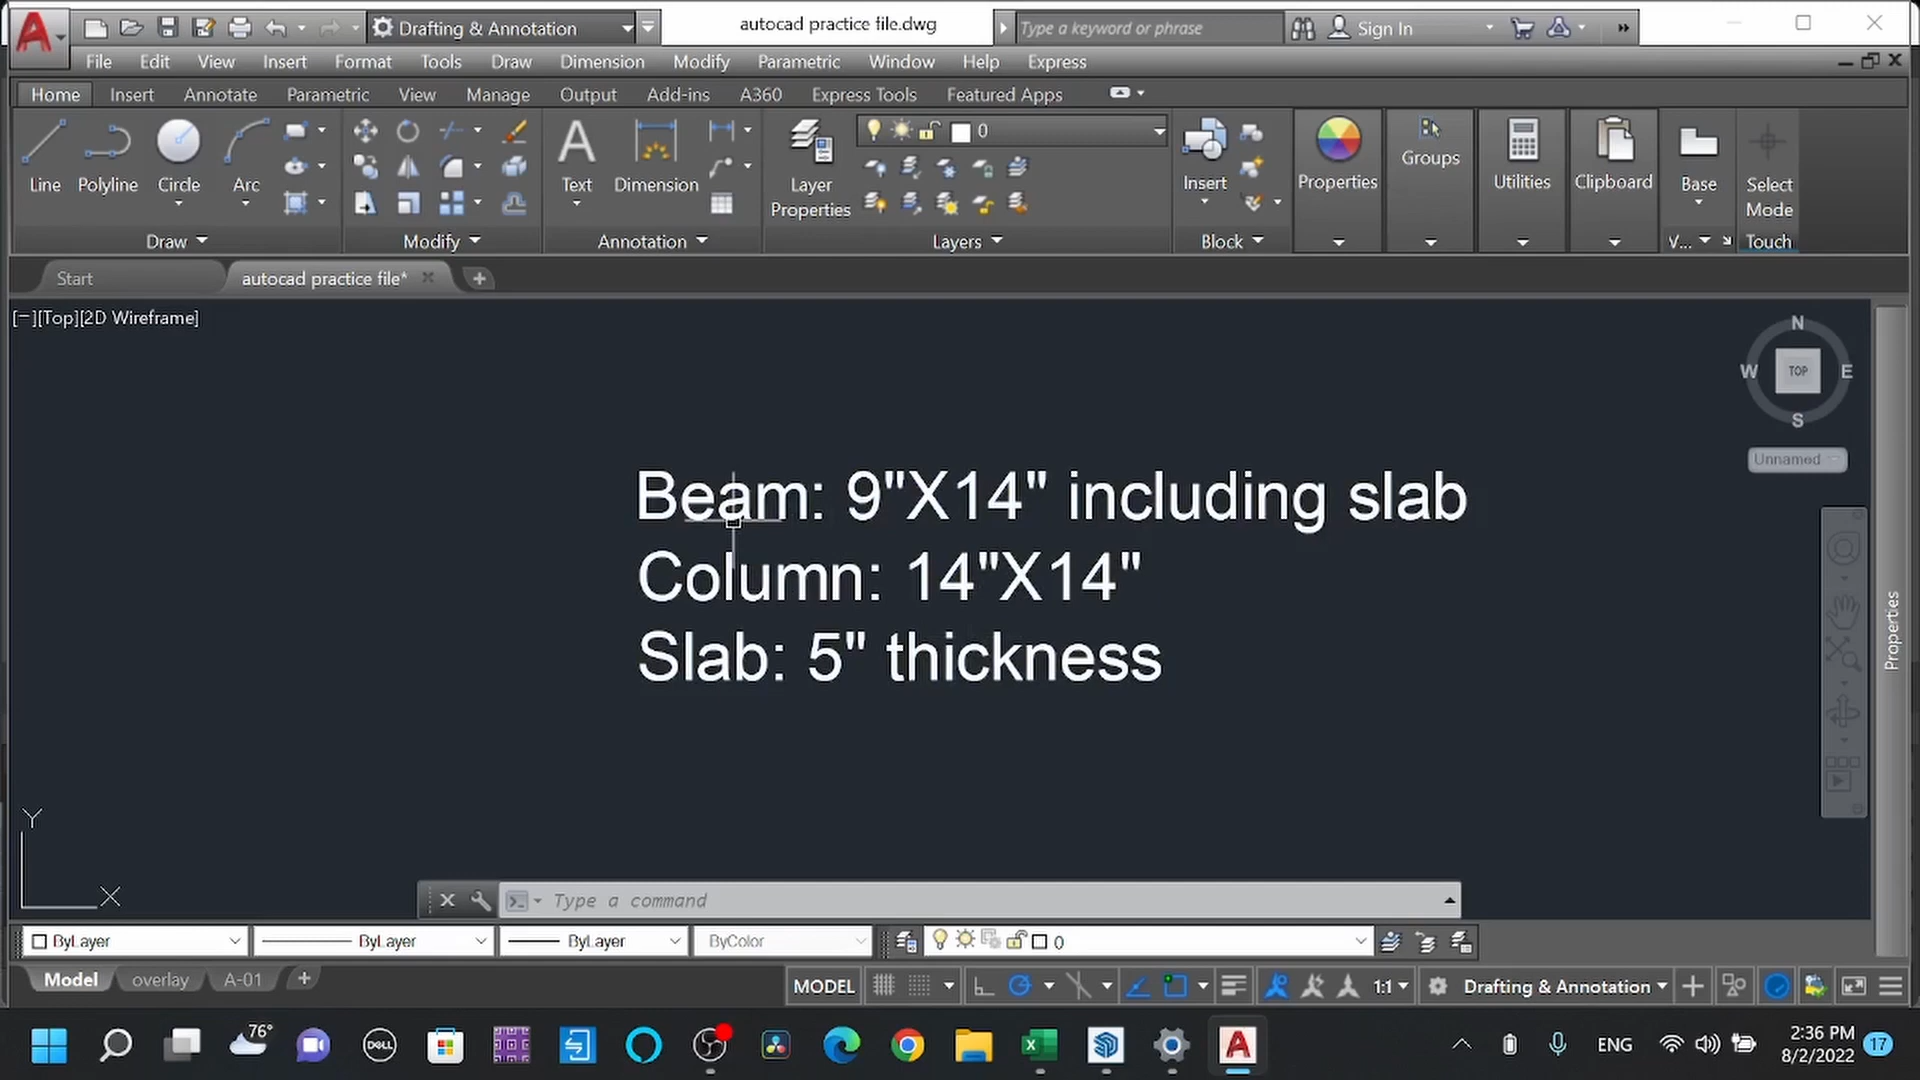 Drafting & Annotation
autocad practice file.dwg
Type a keyword or phrase
Sign In
File Edit View Insert Format Tools Draw Dimension Modify Parametric Window Help Express
Home Insert Annotate Parametric View Manage Output Add-ins A360 Express Tools Featured Apps
0
Line Polyline Circle Arc
Text Dimension
Layer Properties
Insert
Properties
Groups
Utilities
Clipboard
Base
Select Mode
Draw Modify Annotation Layers Block V... Touch
Start autocad practice file*
[−][Top][2D Wireframe]
N
W TOP E
S
Unnamed
Beam: 9"X14" including slab
Column: 14"X14"
Slab: 5" thickness
Properties
Y
X
Type a command
ByLayer ByLayer ByLayer ByColor 0
Model overlay A-01
MODEL 1:1 Drafting & Annotation
76°
DELL
ENG
2:36 PM
8/2/2022
17